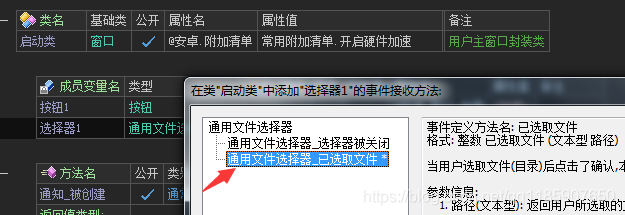 类名 基础类 公开 属性名 属性值 备注
启动类 窗口 @安卓.附加清单 常用附加清单.开启硬件加速 用户主窗口封装类
成员变量名 类型
按钮1 按钮
选择器1 通用文
在类"启动类"中添加"选择器1"的事件接收方法:
通用文件选择器
通用文件选择器_选择器被关闭
通用文件选择器_已选取文件 *
事件定义方法名: 已选取文件
格式: 整数 已选取文件 (文本型 路径)
当用户选取文件(目录)后点击了确认,本
参数信息:
1. 路径(文本型): 返回用户所选取的文
方法名 公开
通知_被创建 通常
返回值类型: